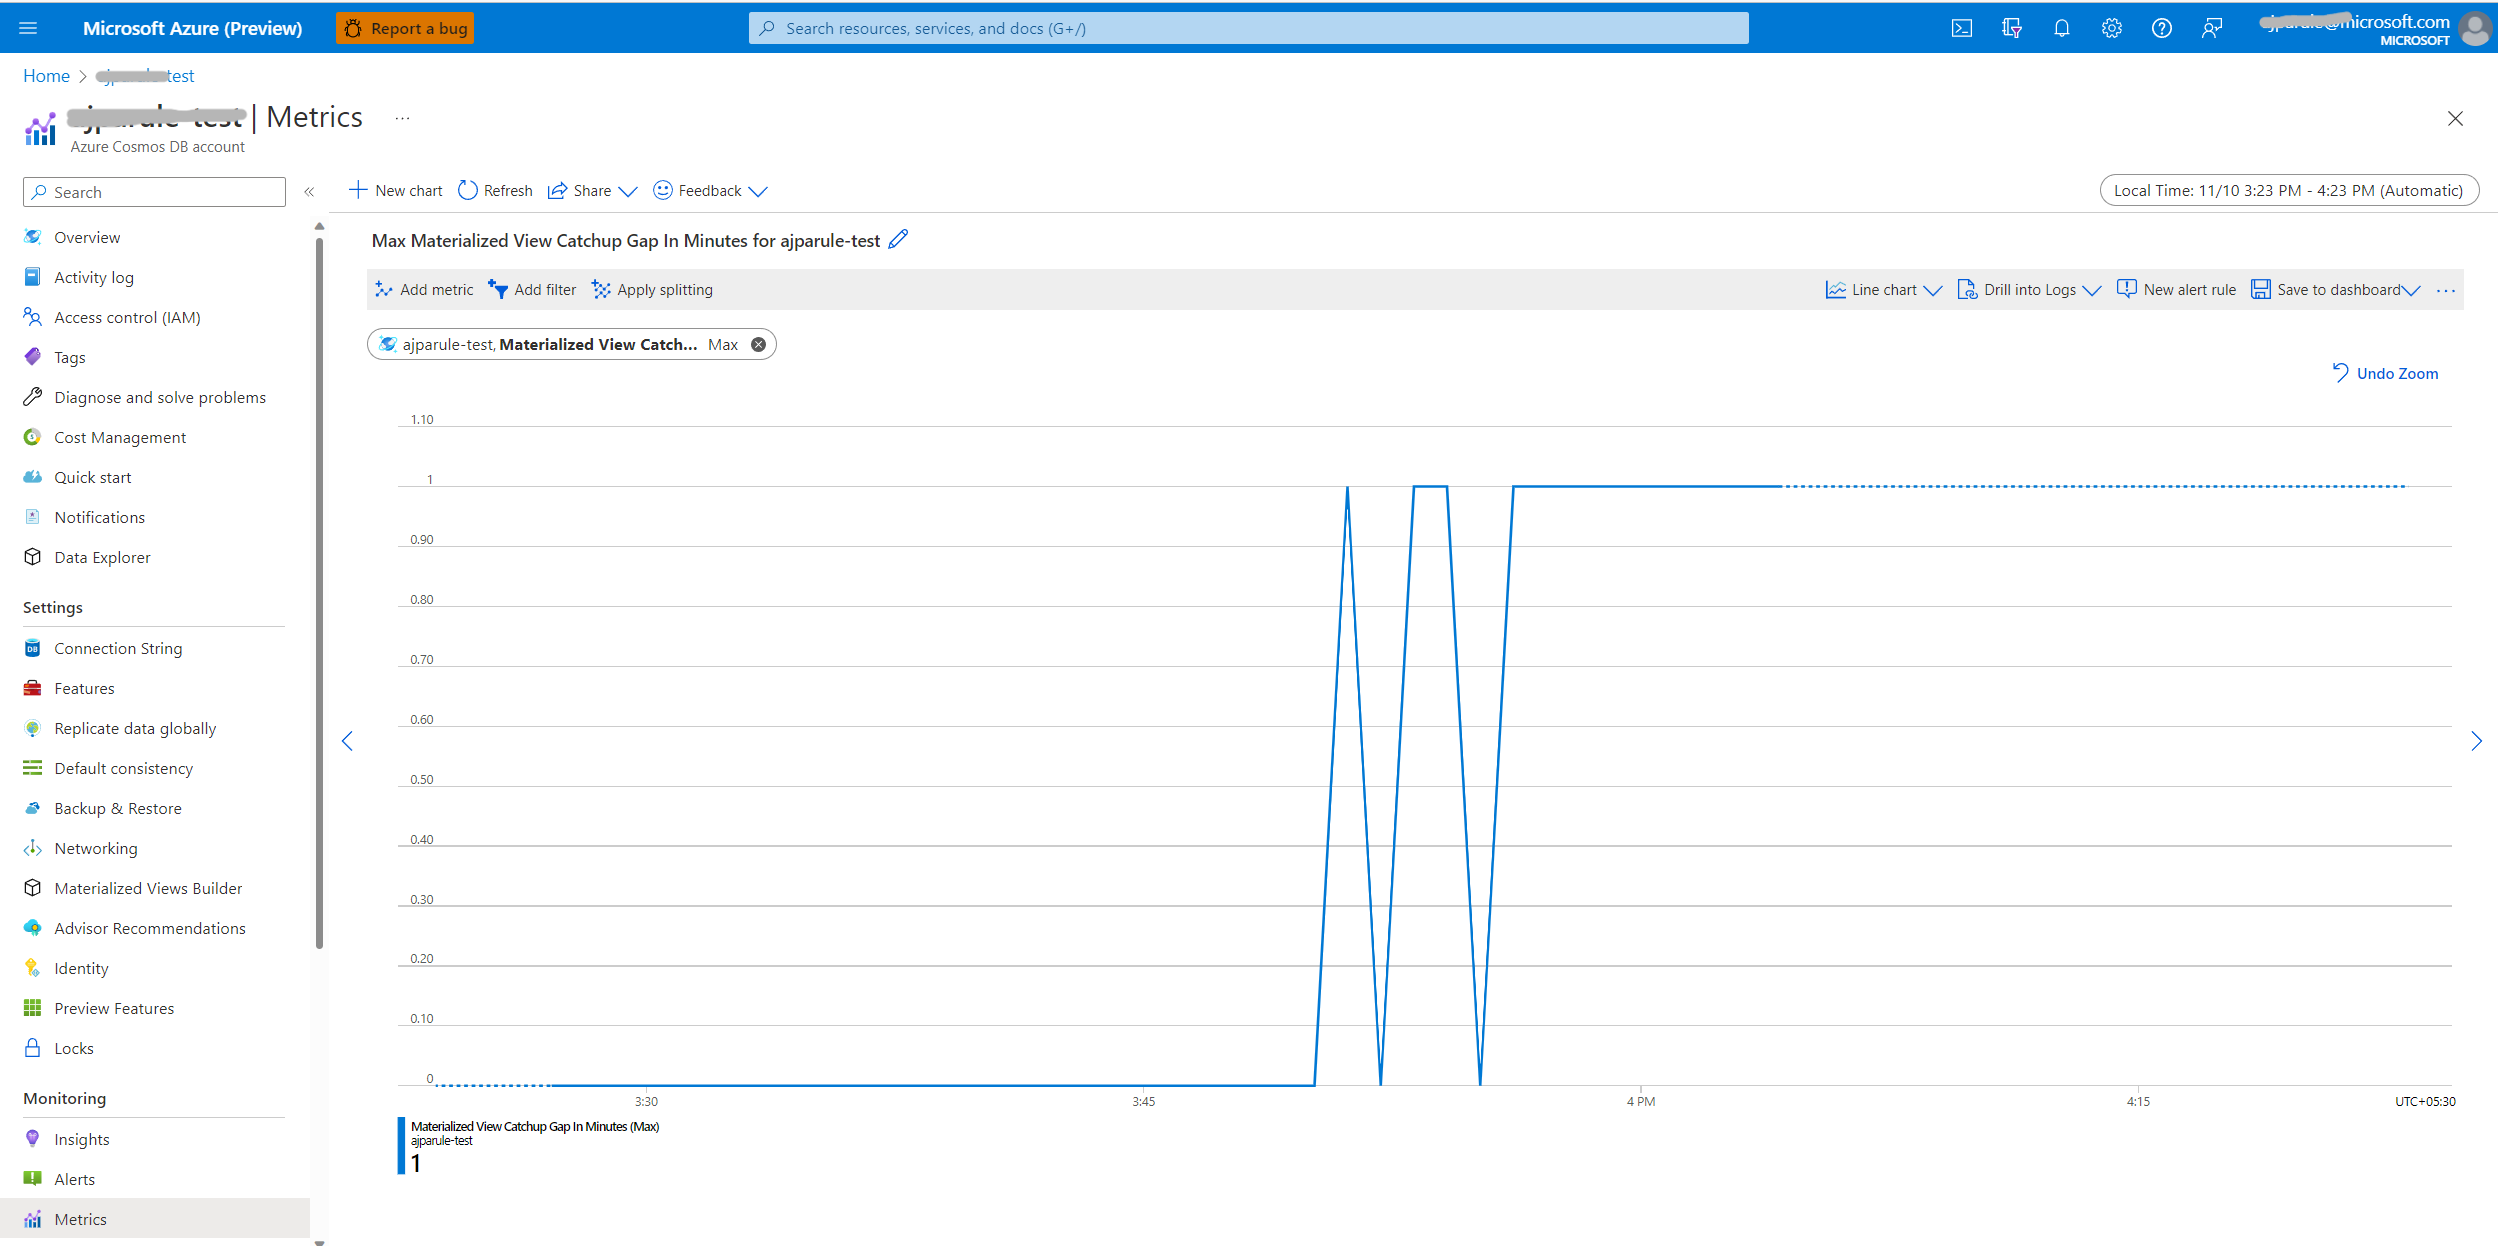 Microsoft Azure (Preview)
Report a bug
Search resources, services, and docs (G+/)
microsoft.com
MICROSOFT
Home > test
| Metrics ...
Azure Cosmos DB account
Search
«
New chart
Refresh
Share
Feedback
Local Time: 11/10 3:23 PM - 4:23 PM (Automatic)
Overview
Activity log
Access control (IAM)
Tags
Diagnose and solve problems
Cost Management
Quick start
Notifications
Data Explorer
Settings
Connection String
Features
Replicate data globally
Default consistency
Backup & Restore
Networking
Materialized Views Builder
Advisor Recommendations
Identity
Preview Features
Locks
Monitoring
Insights
Alerts
Metrics
Max Materialized View Catchup Gap In Minutes for ajparule-test
Add metric
Add filter
Apply splitting
Line chart
Drill into Logs
New alert rule
Save to dashboard
...
ajparule-test, Materialized View Catch... Max
Undo Zoom
1.10
1
0.90
0.80
0.70
0.60
0.50
0.40
0.30
0.20
0.10
0
3:30
3:45
4 PM
4:15
UTC+05:30
Materialized View Catchup Gap In Minutes (Max)
ajparule-test
1